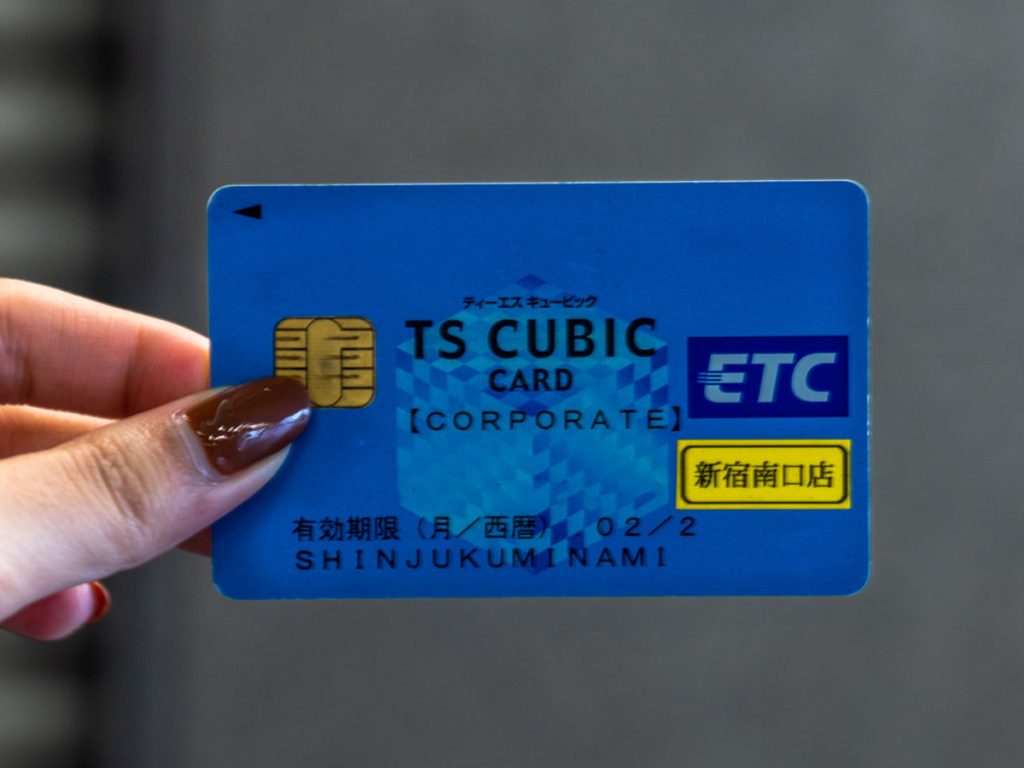 ティーエス キュービック
TS CUBIC
CARD
【CORPORATE】
ETC
新宿南口店
有効期限（月／西暦） 02／2
SHINJUKUMINAMI